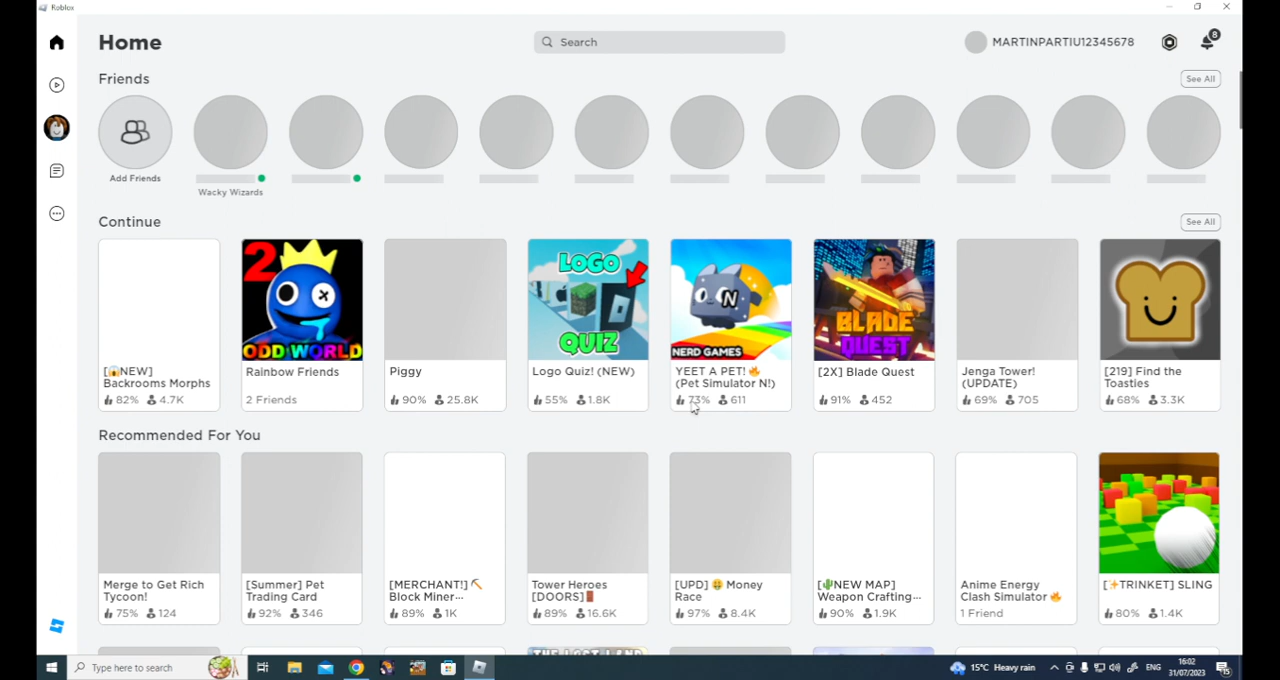 Roblox
Home
Search
MARTINPARTIU12345678
8
Friends
See All
Add Friends
Wacky Wizards
Continue
See All
2
ODD WORLD
LOGO
QUIZ
N
NERD GAMES
BLADE
QUEST
[😱NEW]
Backrooms Morphs
82% 4.7K
Rainbow Friends
2 Friends
Piggy
90% 25.8K
Logo Quiz! (NEW)
55% 1.8K
YEET A PET! 🔥
(Pet Simulator N!)
73% 611
[2X] Blade Quest
91% 452
Jenga Tower!
(UPDATE)
69% 705
[219] Find the
Toasties
68% 3.3K
Recommended For You
Merge to Get Rich
Tycoon!
75% 124
[Summer] Pet
Trading Card
92% 346
[MERCHANT!]⛏️
Block Miner...
89% 1K
Tower Heroes
[DOORS]🚪
89% 16.6K
[UPD] 🤑 Money
Race
97% 8.4K
[🌵NEW MAP]
Weapon Crafting...
90% 1.9K
Anime Energy
Clash Simulator 🔥
1 Friend
[✨TRINKET] SLING
80% 1.4K
THE LOST LAND
Type here to search
15°C Heavy rain
ENG
16:02
31/07/2023
15